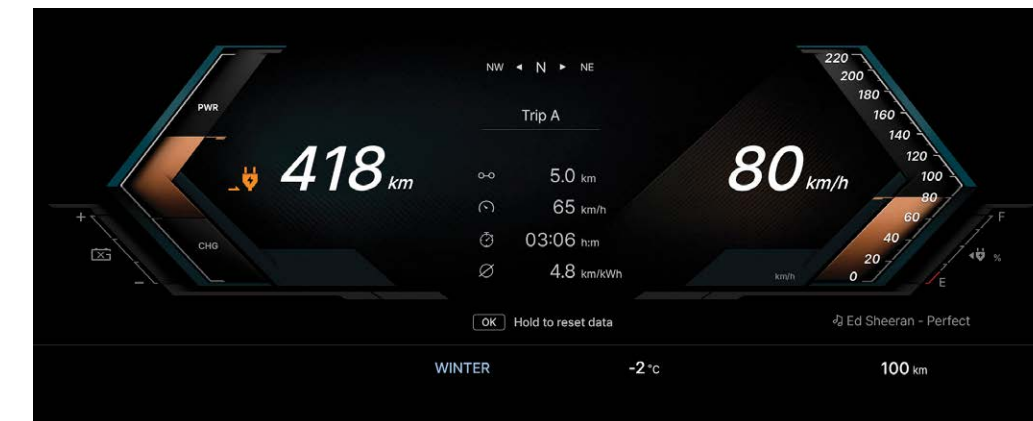 NW ◄ N ► NE
Trip A
PWR
418 km
5.0 km
65 km/h
03:06 h:m
4.8 km/kWh
CHG
+
-
80 km/h
220
200
180
160
140
120
100
80
60
40
20
0
km/h
F
%
E
OK Hold to reset data
Ed Sheeran - Perfect
WINTER -2 °C 100 km